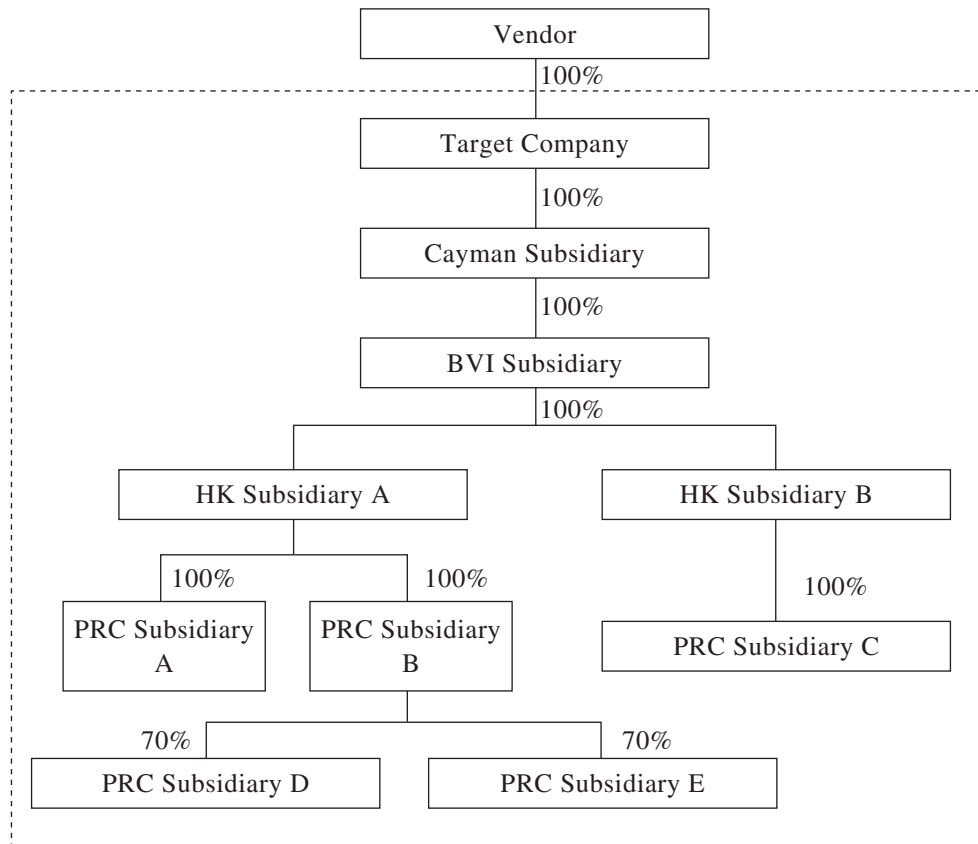 Vendor
100%
Target Company
100%
Cayman Subsidiary
100%
BVI Subsidiary
100%
HK Subsidiary A
HK Subsidiary B
100%
100%
100%
PRC Subsidiary
A
PRC Subsidiary
B
PRC Subsidiary C
70%
70%
PRC Subsidiary D
PRC Subsidiary E